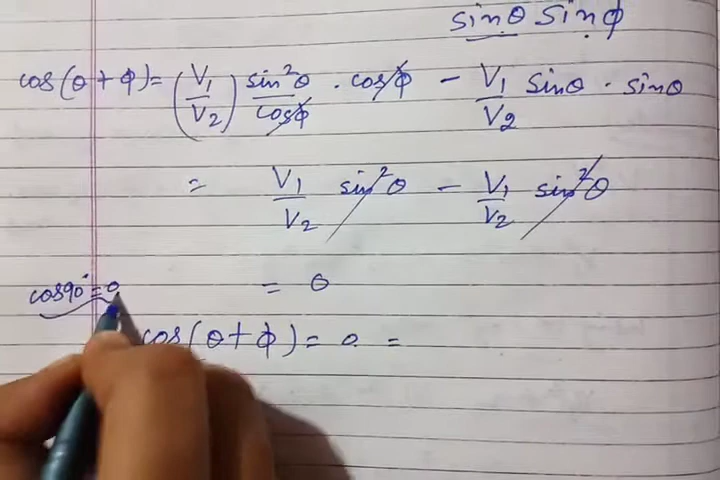 sinθ sinϕ
cos(θ+ϕ) = (V₁/V₂) sin²θ/cosϕ · cosϕ − V₁/V₂ sinθ · sinθ
= V₁/V₂ sin²θ − V₁/V₂ sin²θ
cos90° = 0 = 0
cos(θ+ϕ) = 0 =